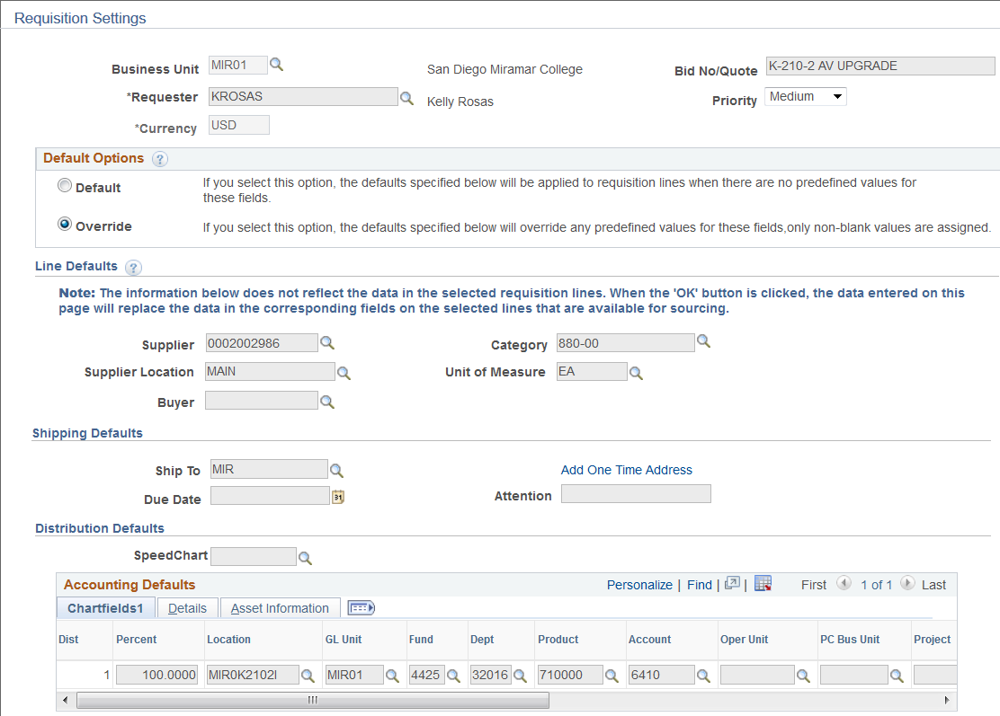 Requisition Settings
Business Unit MIR01 San Diego Miramar College Bid No/Quote K-210-2 AV UPGRADE
*Requester KROSAS Kelly Rosas Priority Medium
*Currency USD
Default Options ?
Default If you select this option, the defaults specified below will be applied to requisition lines when there are no predefined values for
these fields.
Override If you select this option, the defaults specified below will override any predefined values for these fields,only non-blank values are assigned.
Line Defaults ?
Note: The information below does not reflect the data in the selected requisition lines. When the 'OK' button is clicked, the data entered on this
page will replace the data in the corresponding fields on the selected lines that are available for sourcing.
Supplier 0002002986 Category 880-00
Supplier Location MAIN Unit of Measure EA
Buyer
Shipping Defaults
Ship To MIR Add One Time Address
Due Date 31 Attention
Distribution Defaults
SpeedChart
Accounting Defaults Personalize | Find | | First 1 of 1 Last
Chartfields1 Details Asset Information
Dist Percent Location GL Unit Fund Dept Product Account Oper Unit PC Bus Unit Project
1 100.0000 MIR0K2102I MIR01 4425 32016 710000 6410